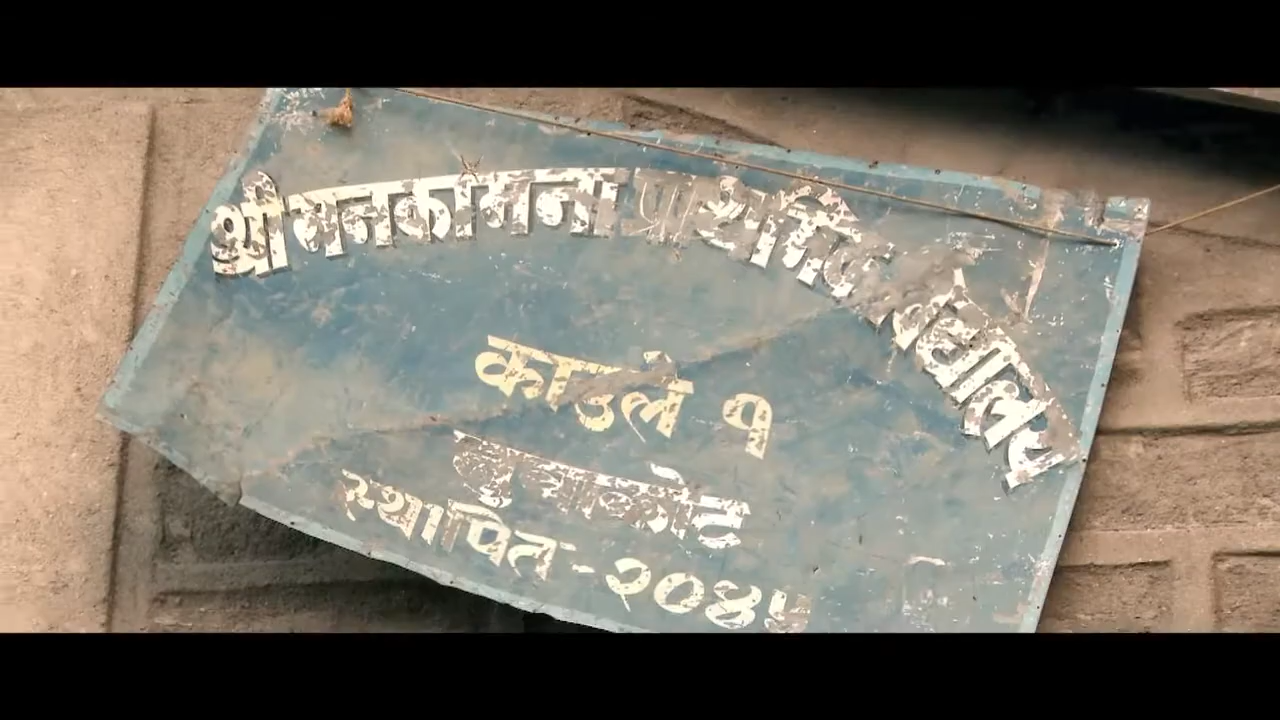 श्री मनकामना प्राथमिक विद्यालय
काउले १
नुवाकोट
स्थापित - २०४५